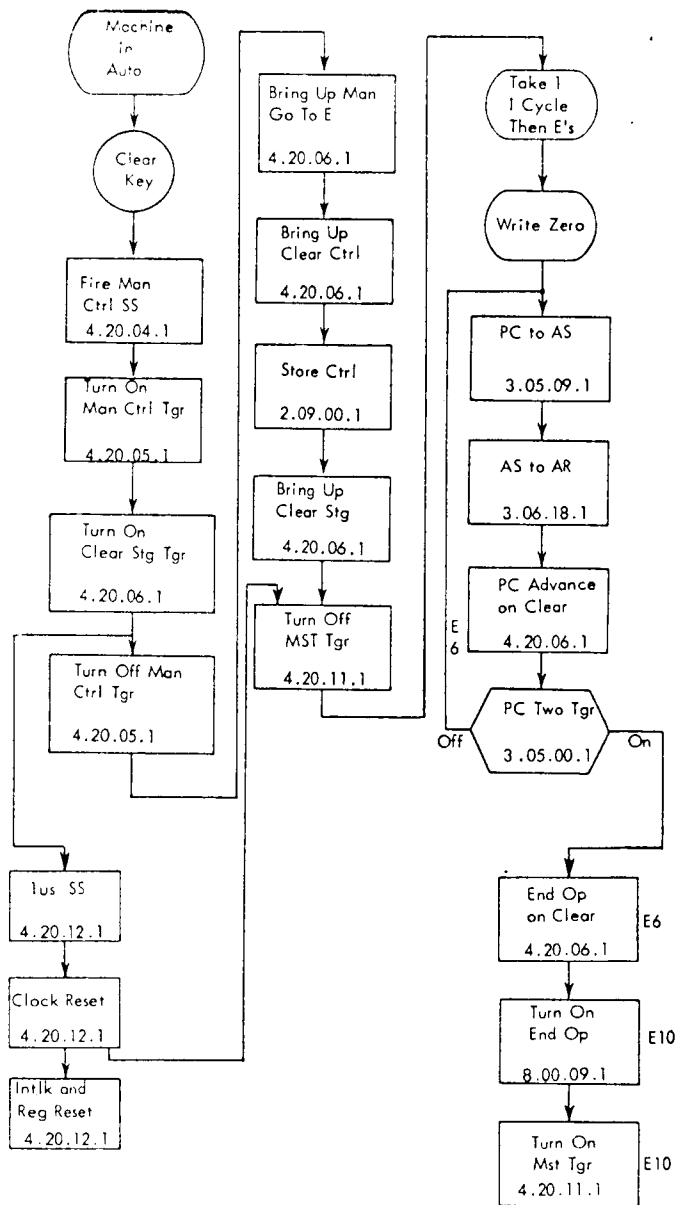 Machine
in
Auto
Clear
Key
Fire Man
Ctrl SS
4.20.04.1
Turn On
Man Ctrl Tgr
4.20.05.1
Turn On
Clear Stg Tgr
4.20.06.1
Turn Off Man
Ctrl Tgr
4.20.05.1
1us SS
4.20.12.1
Clock Reset
4.20.12.1
Intlk and
Reg Reset
4.20.12.1
Bring Up Man
Go To E
4.20.06.1
Bring Up
Clear Ctrl
4.20.06.1
Store Ctrl
2.09.00.1
Bring Up
Clear Stg
4.20.06.1
Turn Off
MST Tgr
4.20.11.1
Take 1
I Cycle
Then E's
Write Zero
PC to AS
3.05.09.1
AS to AR
3.06.18.1
PC Advance
on Clear
4.20.06.1
E
6
PC Two Tgr
3.05.00.1
Off
On
End Op
on Clear
4.20.06.1
E6
Turn On
End Op
8.00.09.1
E10
Turn On
Mst Tgr
4.20.11.1
E10